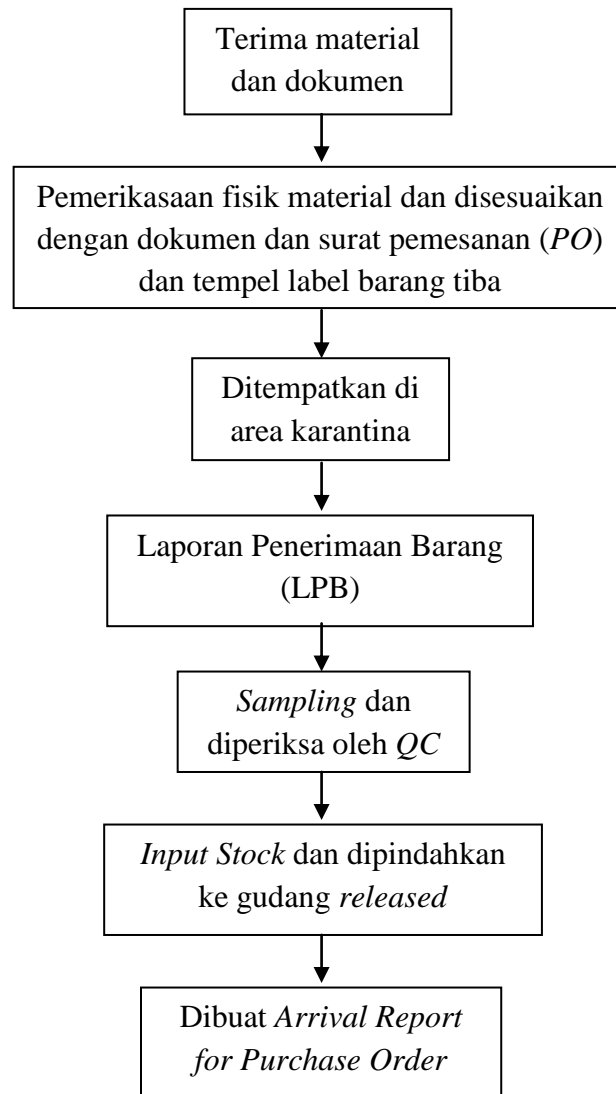 Terima material
dan dokumen
Pemerikasaan fisik material dan disesuaikan
dengan dokumen dan surat pemesanan (PO)
dan tempel label barang tiba
Ditempatkan di
area karantina
Laporan Penerimaan Barang
(LPB)
Sampling dan
diperiksa oleh QC
Input Stock dan dipindahkan
ke gudang released
Dibuat Arrival Report
for Purchase Order